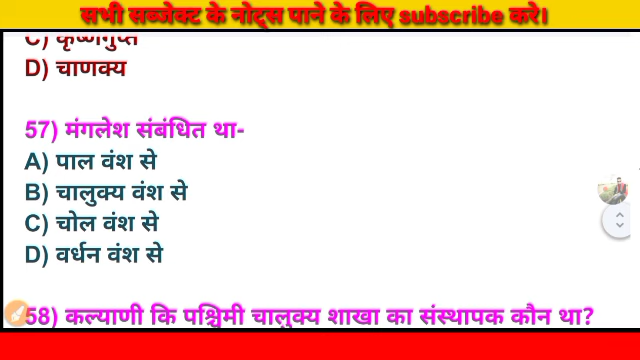 सभी सब्जेक्ट के नोट्स पाने के लिए subscribe करे।
C) कृष्णगुप्त
D) चाणक्य
57) मंगलेश संबंधित था-
A) पाल वंश से
B) चालुक्य वंश से
C) चोल वंश से
D) वर्धन वंश से
58) कल्याणी कि पश्चिमी चालुक्य शाखा का संस्थापक कौन था?